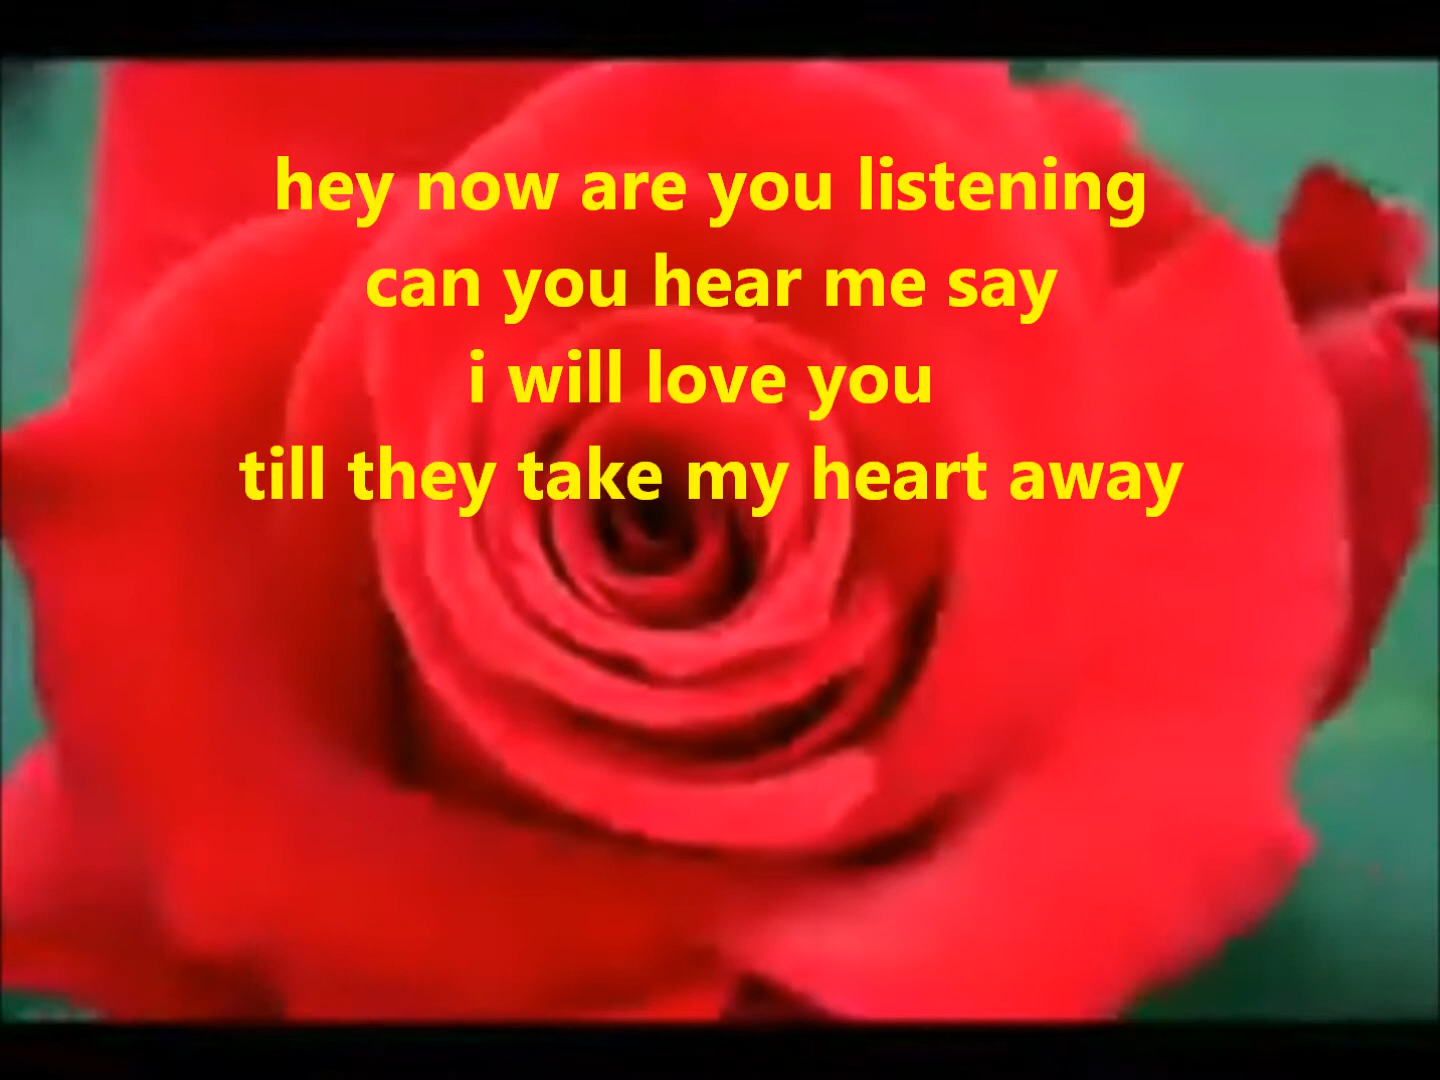 hey now are you listening
can you hear me say
i will love you
till they take my heart away